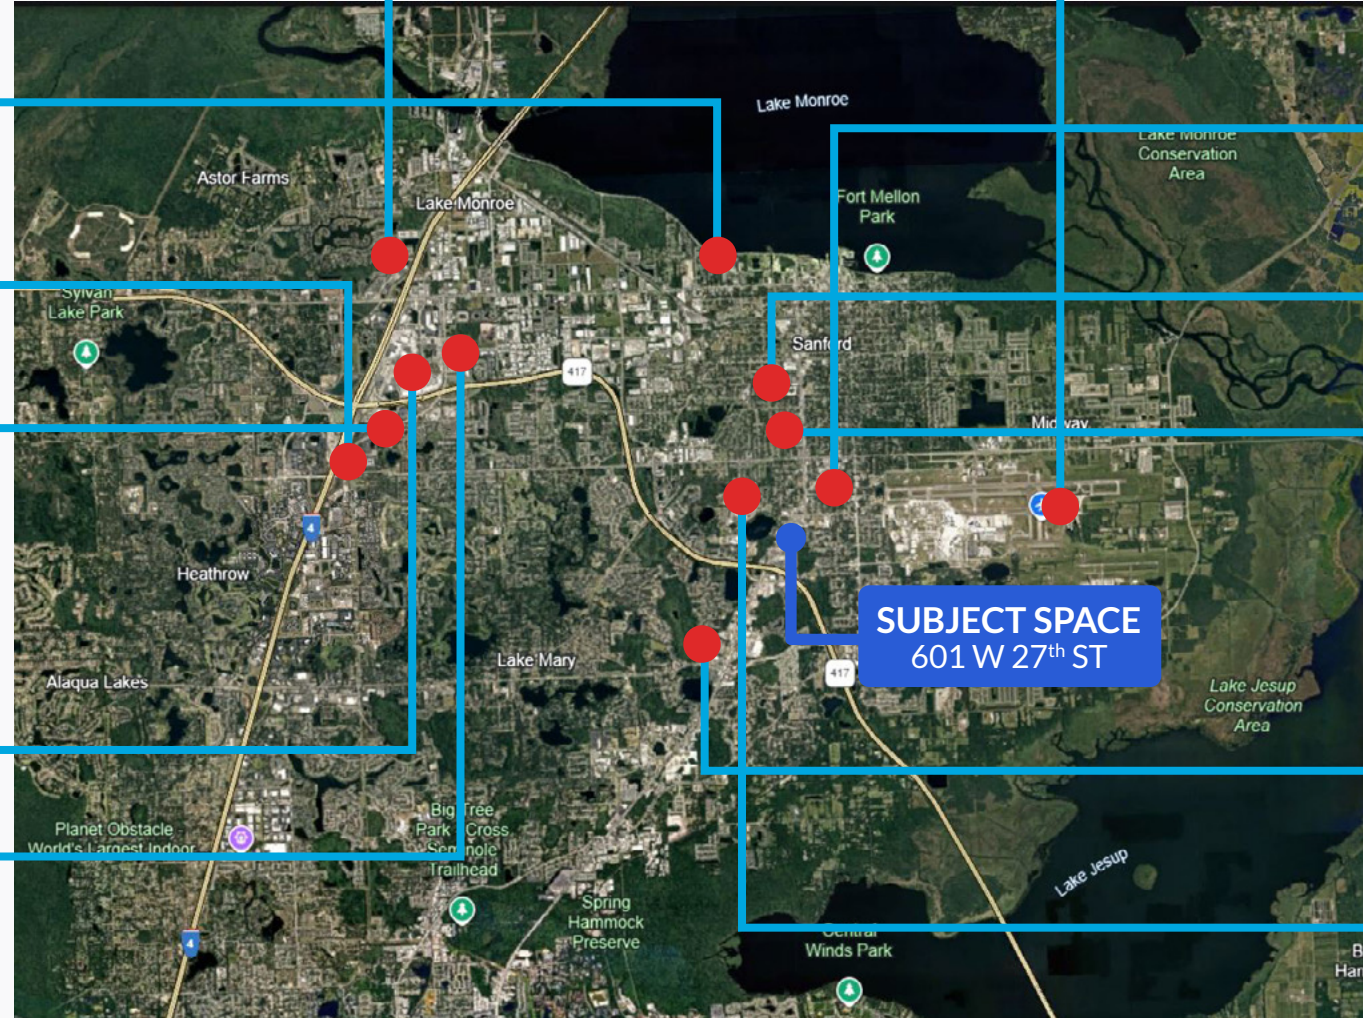 Lake Monroe
Lake Monroe
Conservation
Area
Astor Farms
Lake Monroe
Fort Mellon
Park
Sylvan
Lake Park
Sanford
417
Midway
4
Heathrow
SUBJECT SPACE
601 W 27th ST
Lake Mary
417
Alaqua Lakes
Lake Jesup
Conservation
Area
Big Tree
Park - Cross
Seminole
Trailhead
Planet Obstacle
World's Largest Indoor
Lake Jesup
Spring
Hammock
Preserve
4
Central
Winds Park